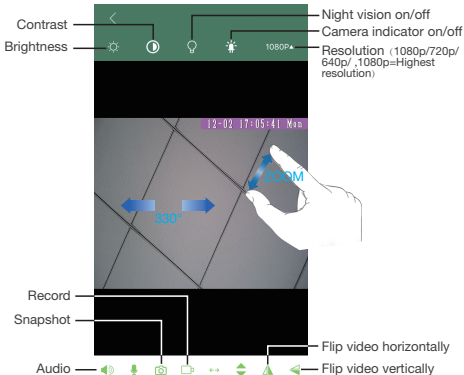 Contrast
Brightness
Night vision on/off
Camera indicator on/off
Resolution（1080p/720p/
640p/ ,1080p=Highest
resolution）
1080P▲
12-02 17:05:41 Mon
ZOOM
330°
Record
Snapshot
Audio
Flip video horizontally
Flip video vertically